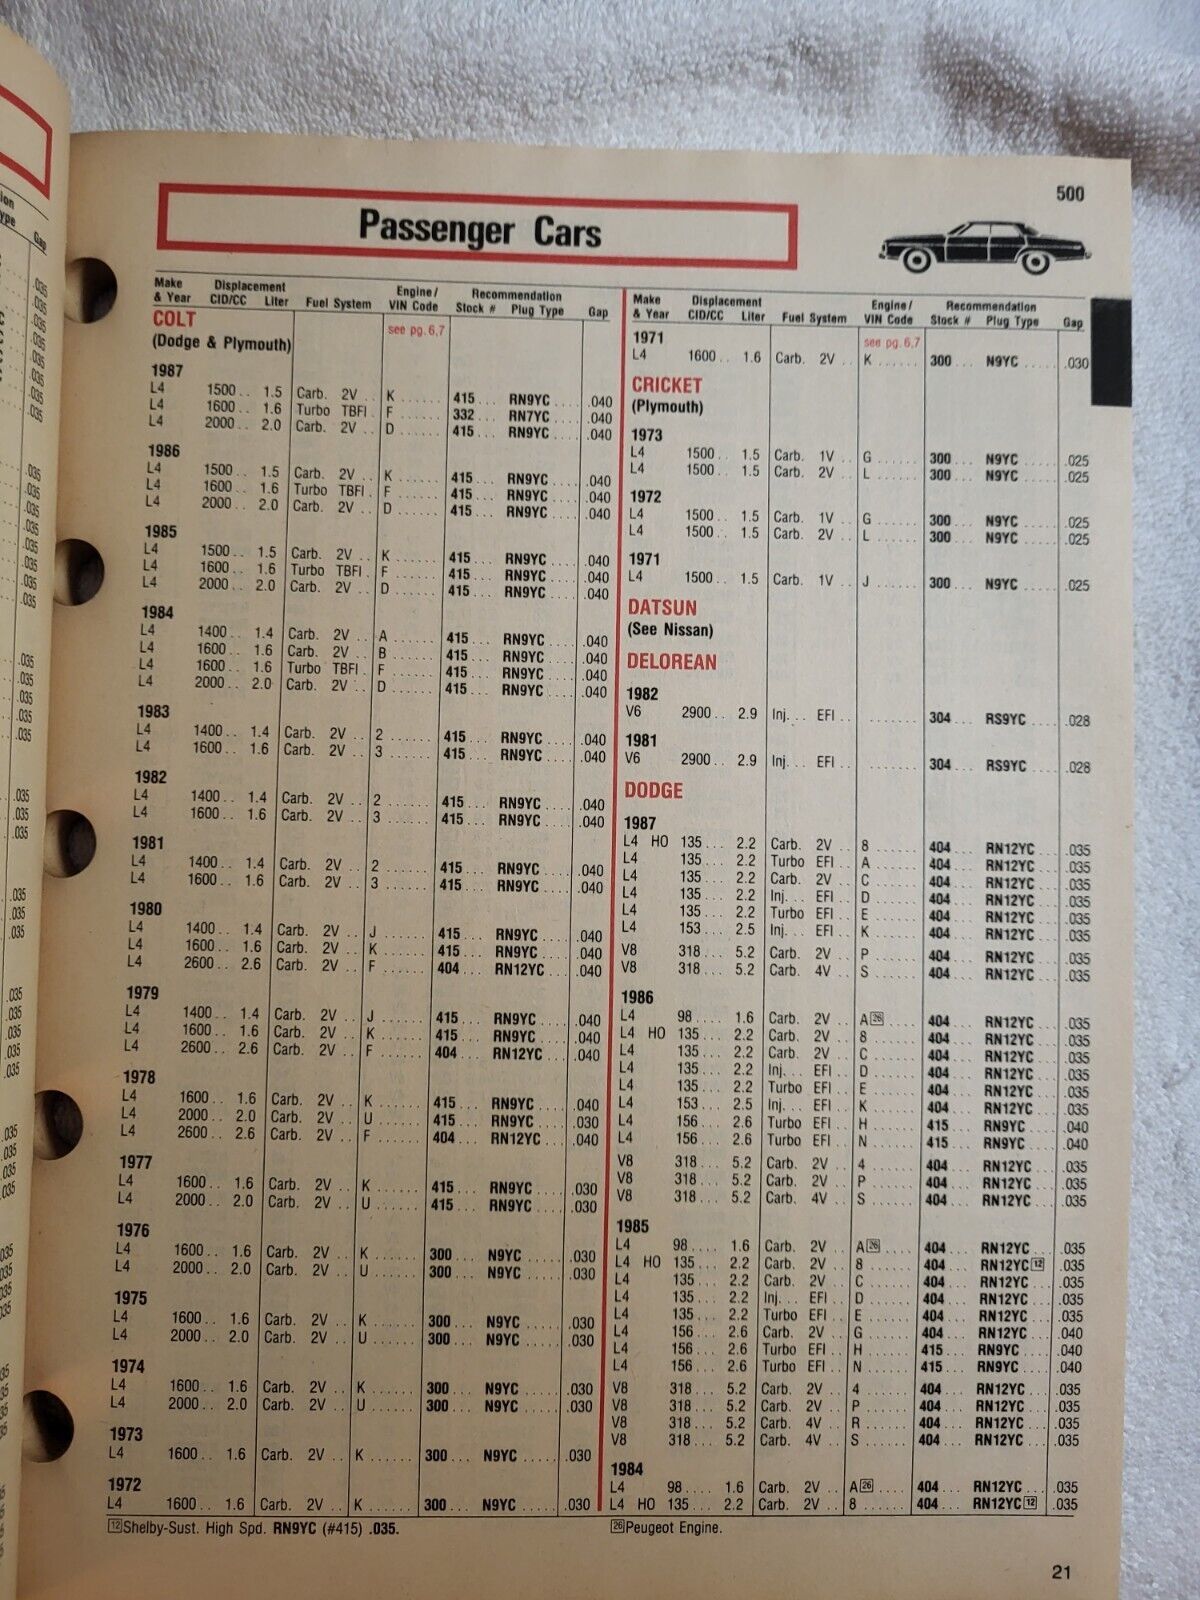 500
Passenger Cars
Make & Year Displacement CID/CC Liter Fuel System Engine/ VIN Code Recommendation Stock # Plug Type Gap
COLT see pg. 6,7
(Dodge & Plymouth)
1987
L4 1500 .. 1.5 Carb. 2V .. K ...... 415 ... RN9YC .... .040
L4 1600 .. 1.6 Turbo TBFI . F ...... 332 ... RN7YC .... .040
L4 2000 .. 2.0 Carb. 2V .. D ...... 415 ... RN9YC .... .040
1986
L4 1500 .. 1.5 Carb. 2V .. K ...... 415 ... RN9YC .... .040
L4 1600 .. 1.6 Turbo TBFI . F ...... 415 ... RN9YC .... .040
L4 2000 .. 2.0 Carb. 2V .. D ...... 415 ... RN9YC .... .040
1985
L4 1500 .. 1.5 Carb. 2V .. K ...... 415 ... RN9YC .... .040
L4 1600 .. 1.6 Turbo TBFI . F ...... 415 ... RN9YC .... .040
L4 2000 .. 2.0 Carb. 2V .. D ...... 415 ... RN9YC .... .040
1984
L4 1400 .. 1.4 Carb. 2V .. A ...... 415 ... RN9YC .... .040
L4 1600 .. 1.6 Carb. 2V .. B ...... 415 ... RN9YC .... .040
L4 1600 .. 1.6 Turbo TBFI . F ...... 415 ... RN9YC .... .040
L4 2000 .. 2.0 Carb. 2V .. D ...... 415 ... RN9YC .... .040
1983
L4 1400 .. 1.4 Carb. 2V .. 2 ...... 415 ... RN9YC .... .040
L4 1600 .. 1.6 Carb. 2V .. 3 ...... 415 ... RN9YC .... .040
1982
L4 1400 .. 1.4 Carb. 2V .. 2 ...... 415 ... RN9YC .... .040
L4 1600 .. 1.6 Carb. 2V .. 3 ...... 415 ... RN9YC .... .040
1981
L4 1400 .. 1.4 Carb. 2V .. 2 ...... 415 ... RN9YC .... .040
L4 1600 .. 1.6 Carb. 2V .. 3 ...... 415 ... RN9YC .... .040
1980
L4 1400 .. 1.4 Carb. 2V .. J ...... 415 ... RN9YC .... .040
L4 1600 .. 1.6 Carb. 2V .. K ...... 415 ... RN9YC .... .040
L4 2600 .. 2.6 Carb. 2V .. F ...... 404 ... RN12YC ... .040
1979
L4 1400 .. 1.4 Carb. 2V .. J ...... 415 ... RN9YC .... .040
L4 1600 .. 1.6 Carb. 2V .. K ...... 415 ... RN9YC .... .040
L4 2600 .. 2.6 Carb. 2V .. F ...... 404 ... RN12YC ... .040
1978
L4 1600 .. 1.6 Carb. 2V .. K ...... 415 ... RN9YC .... .040
L4 2000 .. 2.0 Carb. 2V .. U ...... 415 ... RN9YC .... .030
L4 2600 .. 2.6 Carb. 2V .. F ...... 404 ... RN12YC ... .040
1977
L4 1600 .. 1.6 Carb. 2V .. K ...... 415 ... RN9YC .... .030
L4 2000 .. 2.0 Carb. 2V .. U ...... 415 ... RN9YC .... .030
1976
L4 1600 .. 1.6 Carb. 2V .. K ...... 300 ... N9YC ..... .030
L4 2000 .. 2.0 Carb. 2V .. U ...... 300 ... N9YC ..... .030
1975
L4 1600 .. 1.6 Carb. 2V .. K ...... 300 ... N9YC ..... .030
L4 2000 .. 2.0 Carb. 2V .. U ...... 300 ... N9YC ..... .030
1974
L4 1600 .. 1.6 Carb. 2V .. K ...... 300 ... N9YC ..... .030
L4 2000 .. 2.0 Carb. 2V .. U ...... 300 ... N9YC ..... .030
1973
L4 1600 .. 1.6 Carb. 2V .. K ...... 300 ... N9YC ..... .030
1972
L4 1600 .. 1.6 Carb. 2V .. K ...... 300 ... N9YC ..... .030
12 Shelby-Sust. High Spd. RN9YC (#415) .035.
Make & Year Displacement CID/CC Liter Fuel System Engine/ VIN Code Recommendation Stock # Plug Type Gap
1971 see pg. 6,7
L4 1600 .. 1.6 Carb. 2V .. K ...... 300 ... N9YC ..... .030
CRICKET
(Plymouth)
1973
L4 1500 .. 1.5 Carb. 1V .. G ...... 300 ... N9YC ..... .025
L4 1500 .. 1.5 Carb. 2V .. L ...... 300 ... N9YC ..... .025
1972
L4 1500 .. 1.5 Carb. 1V .. G ...... 300 ... N9YC ..... .025
L4 1500 .. 1.5 Carb. 2V .. L ...... 300 ... N9YC ..... .025
1971
L4 1500 .. 1.5 Carb. 1V .. J ...... 300 ... N9YC ..... .025
DATSUN
(See Nissan)
DELOREAN
1982
V6 2900 .. 2.9 Inj. .. EFI .. ...... 304 ... RS9YC .... .028
1981
V6 2900 .. 2.9 Inj. .. EFI .. ...... 304 ... RS9YC .... .028
DODGE
1987
L4 HO 135 ... 2.2 Carb. 2V .. 8 ...... 404 ... RN12YC ... .035
L4 135 ... 2.2 Turbo EFI .. A ...... 404 ... RN12YC ... .035
L4 135 ... 2.2 Carb. 2V .. C ...... 404 ... RN12YC ... .035
L4 135 ... 2.2 Inj. .. EFI .. D ...... 404 ... RN12YC ... .035
L4 135 ... 2.2 Turbo EFI .. E ...... 404 ... RN12YC ... .035
L4 153 ... 2.5 Inj. .. EFI .. K ...... 404 ... RN12YC ... .035
V8 318 ... 5.2 Carb. 2V .. P ...... 404 ... RN12YC ... .035
V8 318 ... 5.2 Carb. 4V .. S ...... 404 ... RN12YC ... .035
1986
L4 98 .... 1.6 Carb. 2V .. A 26 .... 404 ... RN12YC ... .035
L4 HO 135 ... 2.2 Carb. 2V .. 8 ...... 404 ... RN12YC ... .035
L4 135 ... 2.2 Carb. 2V .. C ...... 404 ... RN12YC ... .035
L4 135 ... 2.2 Inj. .. EFI .. D ...... 404 ... RN12YC ... .035
L4 135 ... 2.2 Turbo EFI .. E ...... 404 ... RN12YC ... .035
L4 153 ... 2.5 Inj. .. EFI .. K ...... 404 ... RN12YC ... .035
L4 156 ... 2.6 Turbo EFI .. H ...... 415 ... RN9YC .... .040
L4 156 ... 2.6 Turbo EFI .. N ...... 415 ... RN9YC .... .040
V8 318 ... 5.2 Carb. 2V .. 4 ...... 404 ... RN12YC ... .035
V8 318 ... 5.2 Carb. 2V .. P ...... 404 ... RN12YC ... .035
V8 318 ... 5.2 Carb. 4V .. S ...... 404 ... RN12YC ... .035
1985
L4 98 .... 1.6 Carb. 2V .. A 26 .... 404 ... RN12YC ... .035
L4 HO 135 ... 2.2 Carb. 2V .. 8 ...... 404 ... RN12YC 12 .035
L4 135 ... 2.2 Carb. 2V .. C ...... 404 ... RN12YC ... .035
L4 135 ... 2.2 Inj. .. EFI .. D ...... 404 ... RN12YC ... .035
L4 135 ... 2.2 Turbo EFI .. E ...... 404 ... RN12YC ... .035
L4 156 ... 2.6 Carb. 2V .. G ...... 404 ... RN12YC ... .040
L4 156 ... 2.6 Turbo EFI .. H ...... 415 ... RN9YC .... .040
L4 156 ... 2.6 Turbo EFI .. N ...... 415 ... RN9YC .... .040
V8 318 ... 5.2 Carb. 2V .. 4 ...... 404 ... RN12YC ... .035
V8 318 ... 5.2 Carb. 2V .. P ...... 404 ... RN12YC ... .035
V8 318 ... 5.2 Carb. 4V .. R ...... 404 ... RN12YC ... .035
V8 318 ... 5.2 Carb. 4V .. S ...... 404 ... RN12YC ... .035
1984
L4 98 .... 1.6 Carb. 2V .. A 26 .... 404 ... RN12YC ... .035
L4 HO 135 ... 2.2 Carb. 2V .. 8 ...... 404 ... RN12YC 12 .035
26 Peugeot Engine.
21